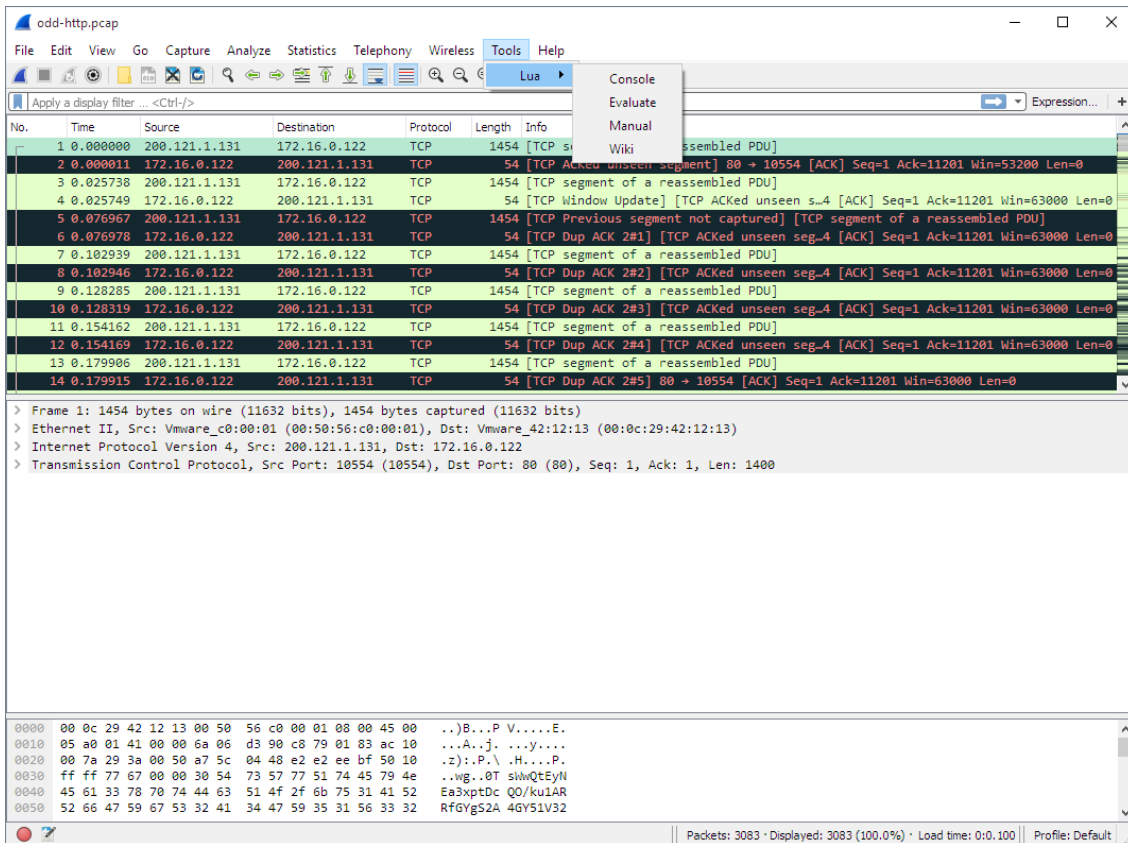 odd-http.pcap
File Edit View Go Capture Analyze Statistics Telephony Wireless Tools Help
Lua
Console
Evaluate
Manual
Wiki
Apply a display filter ... <Ctrl-/> Expression... +
No. Time Source Destination Protocol Length Info
1 0.000000 200.121.1.131 172.16.0.122 TCP 1454 [TCP se ssembled PDU]
2 0.000011 172.16.0.122 200.121.1.131 TCP 54 [TCP ACKed unseen segment] 80 → 10554 [ACK] Seq=1 Ack=11201 Win=53200 Len=0
3 0.025738 200.121.1.131 172.16.0.122 TCP 1454 [TCP segment of a reassembled PDU]
4 0.025749 172.16.0.122 200.121.1.131 TCP 54 [TCP Window Update] [TCP ACKed unseen s…4 [ACK] Seq=1 Ack=11201 Win=63000 Len=0
5 0.076967 200.121.1.131 172.16.0.122 TCP 1454 [TCP Previous segment not captured] [TCP segment of a reassembled PDU]
6 0.076978 172.16.0.122 200.121.1.131 TCP 54 [TCP Dup ACK 2#1] [TCP ACKed unseen seg…4 [ACK] Seq=1 Ack=11201 Win=63000 Len=0
7 0.102939 200.121.1.131 172.16.0.122 TCP 1454 [TCP segment of a reassembled PDU]
8 0.102946 172.16.0.122 200.121.1.131 TCP 54 [TCP Dup ACK 2#2] [TCP ACKed unseen seg…4 [ACK] Seq=1 Ack=11201 Win=63000 Len=0
9 0.128285 200.121.1.131 172.16.0.122 TCP 1454 [TCP segment of a reassembled PDU]
10 0.128319 172.16.0.122 200.121.1.131 TCP 54 [TCP Dup ACK 2#3] [TCP ACKed unseen seg…4 [ACK] Seq=1 Ack=11201 Win=63000 Len=0
11 0.154162 200.121.1.131 172.16.0.122 TCP 1454 [TCP segment of a reassembled PDU]
12 0.154169 172.16.0.122 200.121.1.131 TCP 54 [TCP Dup ACK 2#4] [TCP ACKed unseen seg…4 [ACK] Seq=1 Ack=11201 Win=63000 Len=0
13 0.179906 200.121.1.131 172.16.0.122 TCP 1454 [TCP segment of a reassembled PDU]
14 0.179915 172.16.0.122 200.121.1.131 TCP 54 [TCP Dup ACK 2#5] 80 → 10554 [ACK] Seq=1 Ack=11201 Win=63000 Len=0
> Frame 1: 1454 bytes on wire (11632 bits), 1454 bytes captured (11632 bits)
> Ethernet II, Src: Vmware_c0:00:01 (00:50:56:c0:00:01), Dst: Vmware_42:12:13 (00:0c:29:42:12:13)
> Internet Protocol Version 4, Src: 200.121.1.131, Dst: 172.16.0.122
> Transmission Control Protocol, Src Port: 10554 (10554), Dst Port: 80 (80), Seq: 1, Ack: 1, Len: 1400
0000 00 0c 29 42 12 13 00 50 56 c0 00 01 08 00 45 00 ..)B...P V.....E.
0010 05 a0 01 41 00 00 6a 06 d3 90 c8 79 01 83 ac 10 ...A..j. ...y....
0020 00 7a 29 3a 00 50 a7 5c 04 48 e2 e2 ee bf 50 10 .z):.P.\ .H....P.
0030 ff ff 77 67 00 00 30 54 73 57 77 51 74 45 79 4e ..wg..0T sWwQtEyN
0040 45 61 33 78 70 74 44 63 51 4f 2f 6b 75 31 41 52 Ea3xptDc QO/ku1AR
0050 52 66 47 59 67 53 32 41 34 47 59 35 31 56 33 32 RfGYgS2A 4GY51V32
Packets: 3083 · Displayed: 3083 (100.0%) · Load time: 0:0.100 Profile: Default